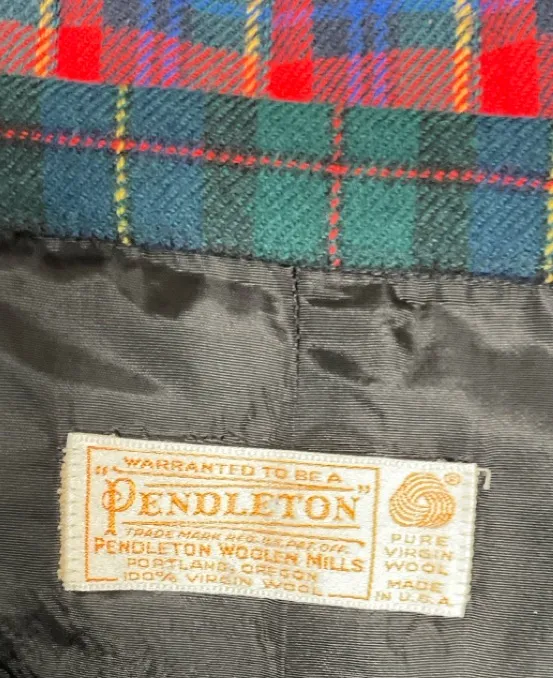 WARRANTED TO BE A
"PENDLETON"
TRADE MARK REG. U.S. PAT. OFF.
PENDLETON WOOLEN MILLS
PORTLAND, OREGON
100% VIRGIN WOOL
®
PURE
VIRGIN
WOOL
MADE
IN U.S.A.